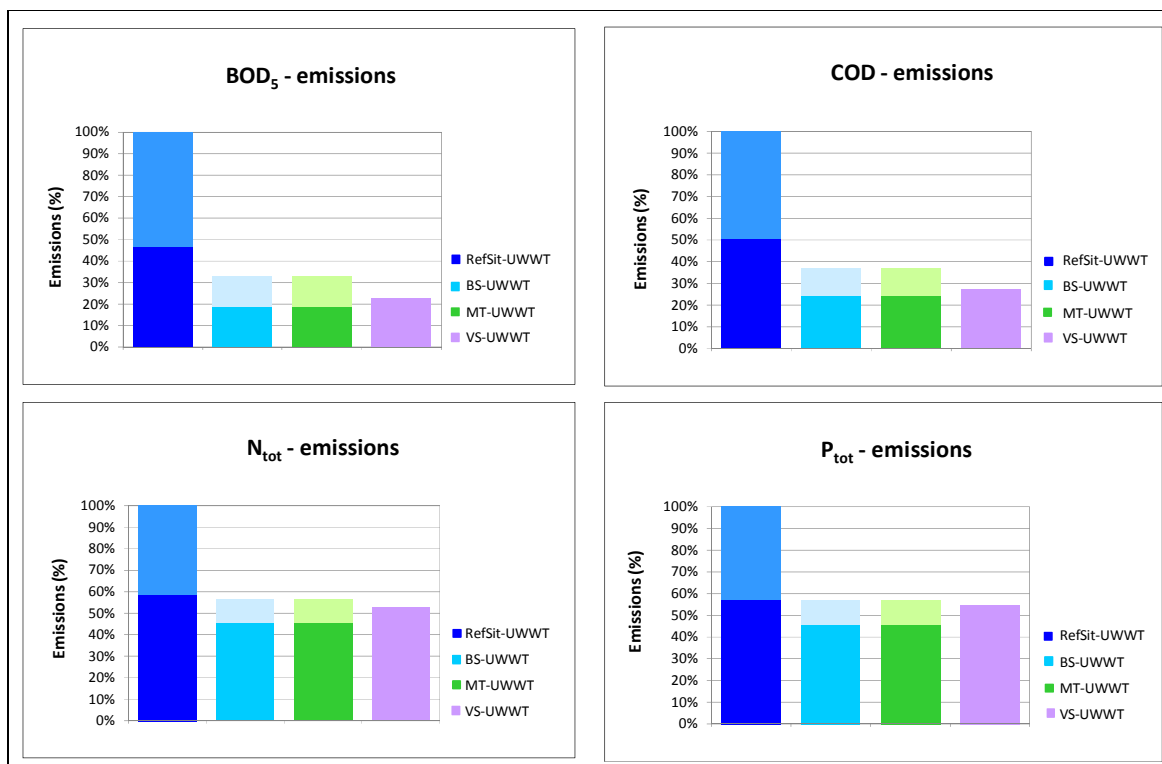 BOD5 - emissions
Emissions (%)
100%
90%
80%
70%
60%
50%
40%
30%
20%
10%
0%
RefSit-UWWT
BS-UWWT
MT-UWWT
VS-UWWT
COD - emissions
Emissions (%)
100%
90%
80%
70%
60%
50%
40%
30%
20%
10%
0%
RefSit-UWWT
BS-UWWT
MT-UWWT
VS-UWWT
Ntot - emissions
Emissions (%)
100%
90%
80%
70%
60%
50%
40%
30%
20%
10%
0%
RefSit-UWWT
BS-UWWT
MT-UWWT
VS-UWWT
Ptot - emissions
Emissions (%)
100%
90%
80%
70%
60%
50%
40%
30%
20%
10%
0%
RefSit-UWWT
BS-UWWT
MT-UWWT
VS-UWWT